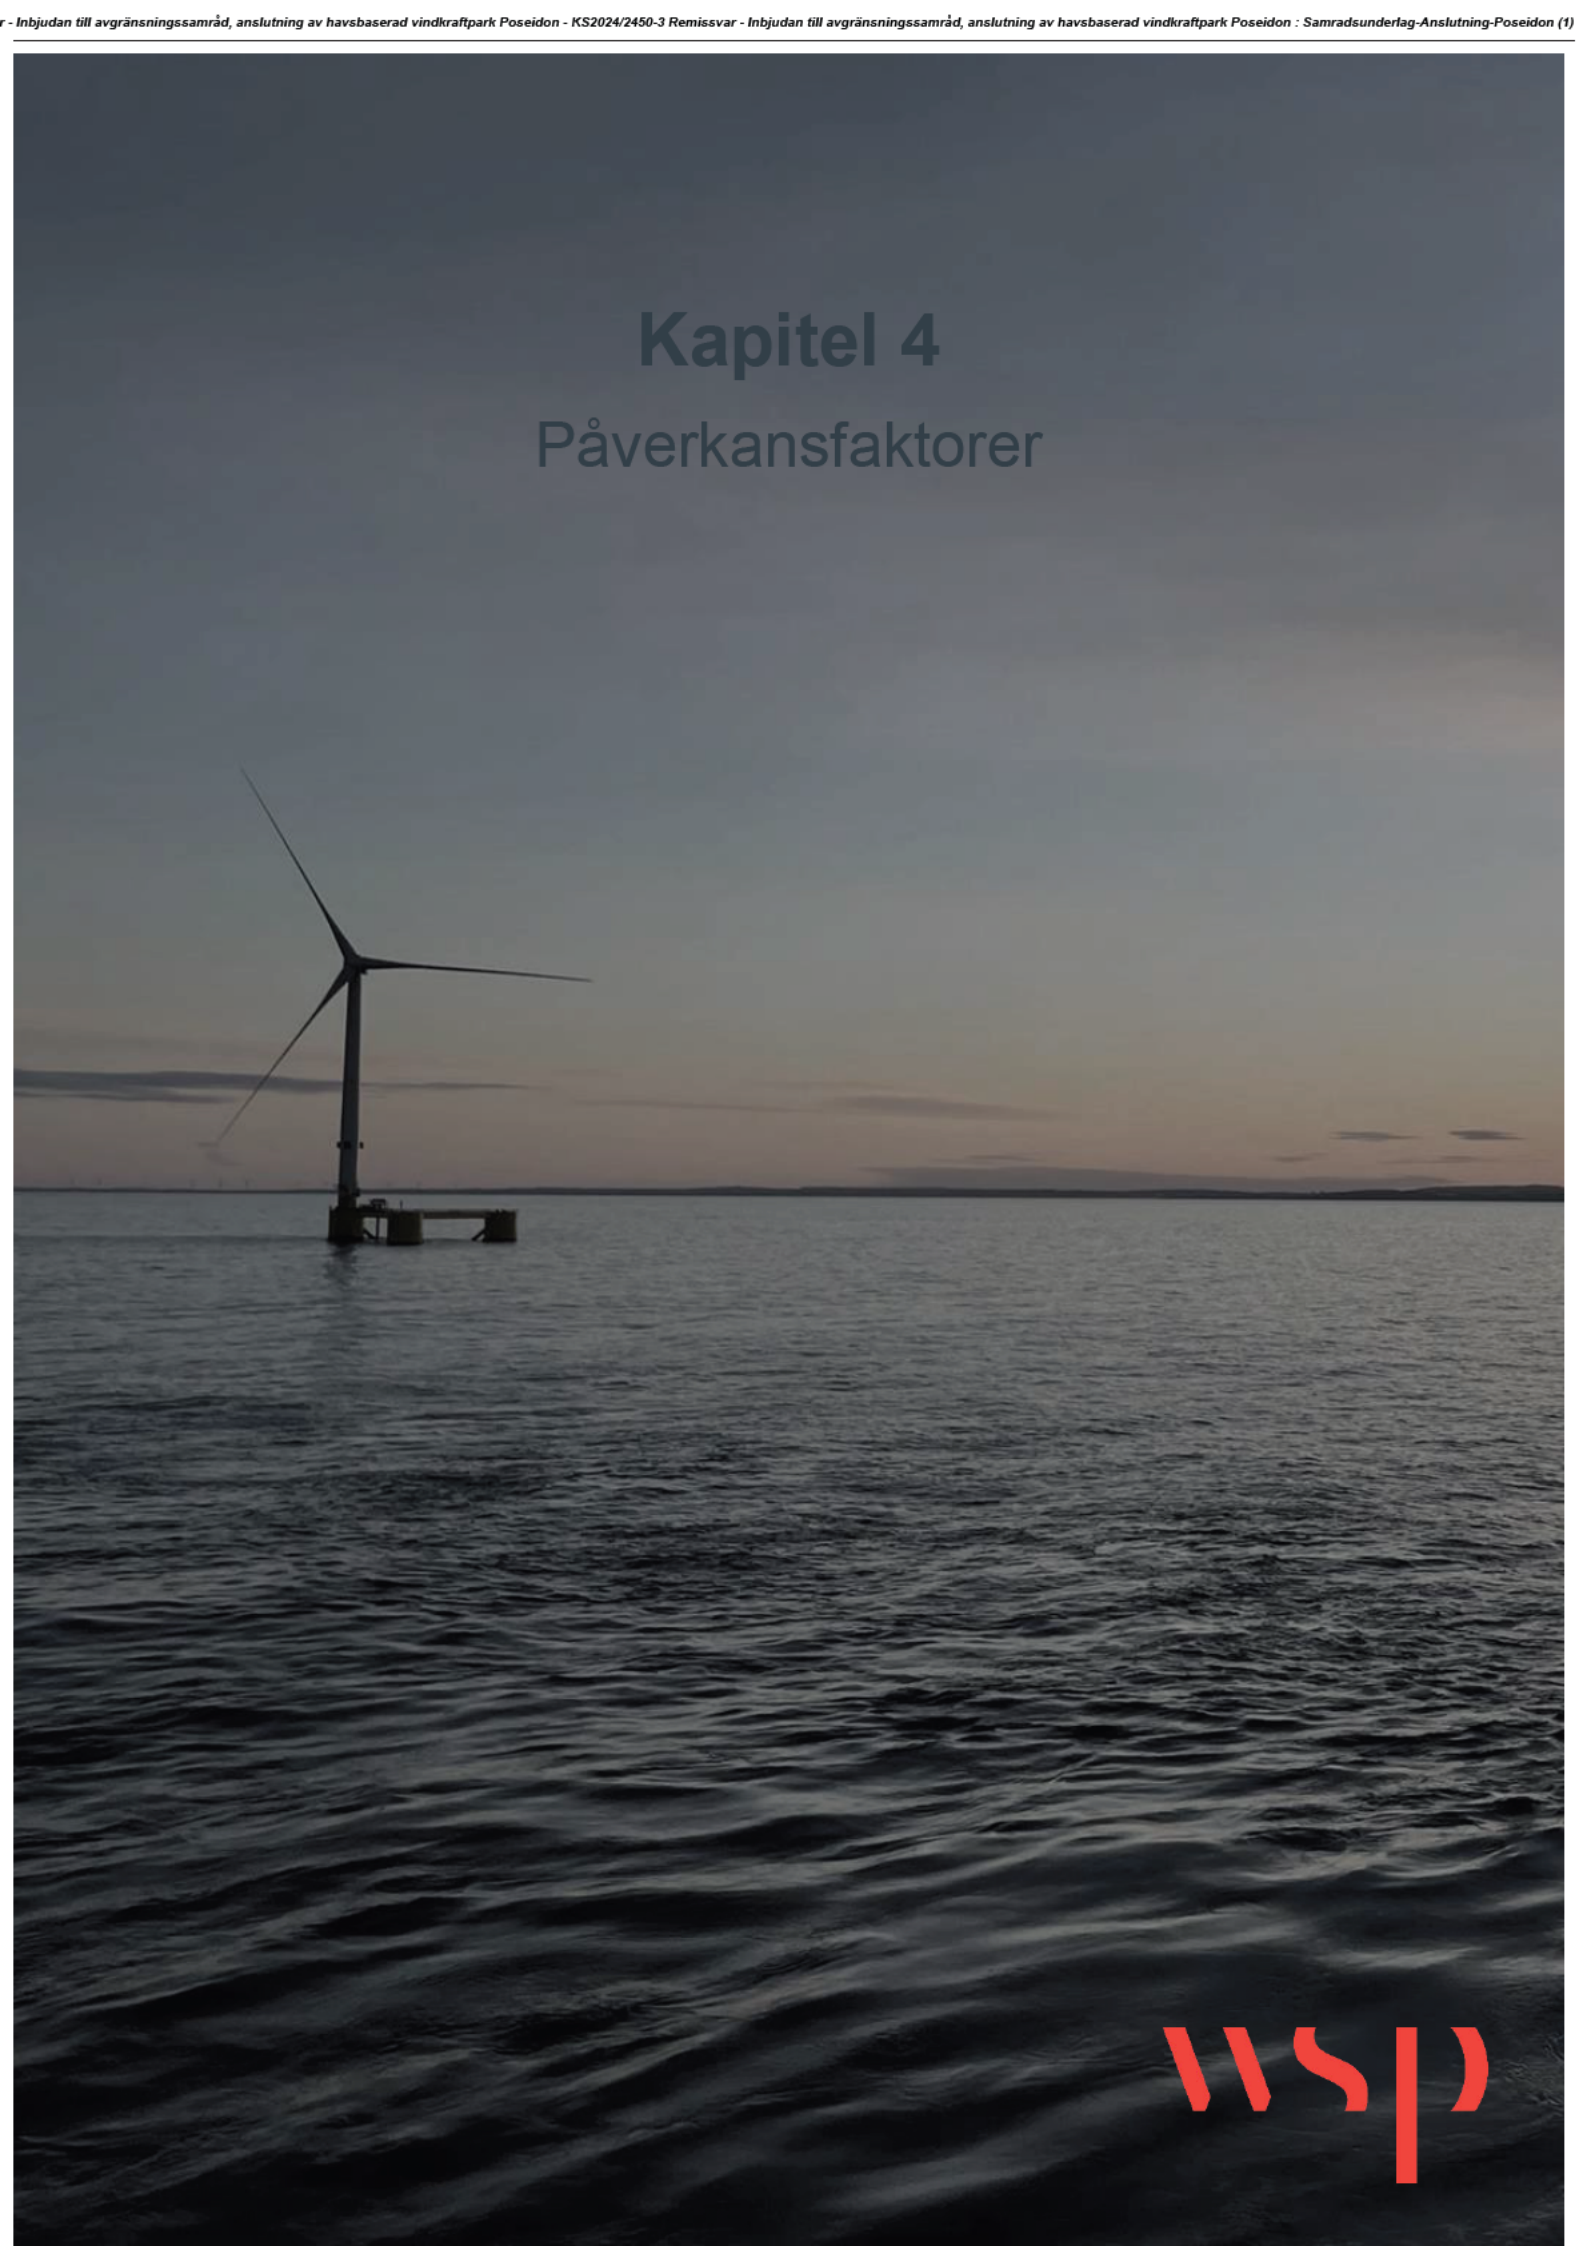 r - Inbjudan till avgränsningssamråd, anslutning av havsbaserad vindkraftpark Poseidon - KS2024/2450-3 Remissvar - Inbjudan till avgränsningssamråd, anslutning av havsbaserad vindkraftpark Poseidon : Samradsunderlag-Anslutning-Poseidon (1)
Kapitel 4
Påverkansfaktorer
wsp